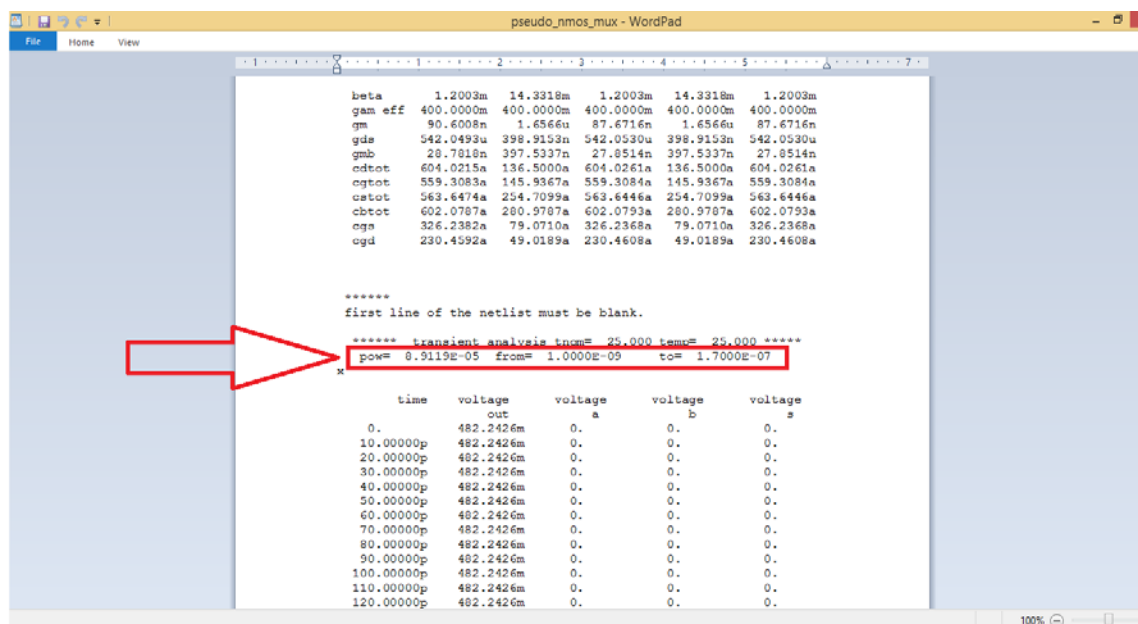 pseudo_nmos_mux - WordPad
File Home View
1 1 2 3 4 5 7
beta 1.2003m 14.3318m 1.2003m 14.3318m 1.2003m
gam eff 400.0000m 400.0000m 400.0000m 400.0000m 400.0000m
gm 90.6008n 1.6566u 87.6716n 1.6566u 87.6716n
gds 542.0493u 398.9153n 542.0530u 398.9153n 542.0530u
gmb 28.7818n 397.5337n 27.8514n 397.5337n 27.8514n
cdtot 604.0215a 136.5000a 604.0261a 136.5000a 604.0261a
cgtot 559.3083a 145.9367a 559.3084a 145.9367a 559.3084a
cstot 563.6474a 254.7099a 563.6446a 254.7099a 563.6446a
cbtot 602.0787a 280.9787a 602.0793a 280.9787a 602.0793a
cgs 326.2382a 79.0710a 326.2368a 79.0710a 326.2368a
cgd 230.4592a 49.0189a 230.4608a 49.0189a 230.4608a
******
first line of the netlist must be blank.
****** transient analysis tnom= 25.000 temp= 25.000 *****
pow= 8.9119E-05 from= 1.0000E-09 to= 1.7000E-07
x
time voltage voltage voltage voltage
out a b s
0. 482.2426m 0. 0. 0.
10.00000p 482.2426m 0. 0. 0.
20.00000p 482.2426m 0. 0. 0.
30.00000p 482.2426m 0. 0. 0.
40.00000p 482.2426m 0. 0. 0.
50.00000p 482.2426m 0. 0. 0.
60.00000p 482.2426m 0. 0. 0.
70.00000p 482.2426m 0. 0. 0.
80.00000p 482.2426m 0. 0. 0.
90.00000p 482.2426m 0. 0. 0.
100.00000p 482.2426m 0. 0. 0.
110.00000p 482.2426m 0. 0. 0.
120.00000p 482.2426m 0. 0. 0.
100%